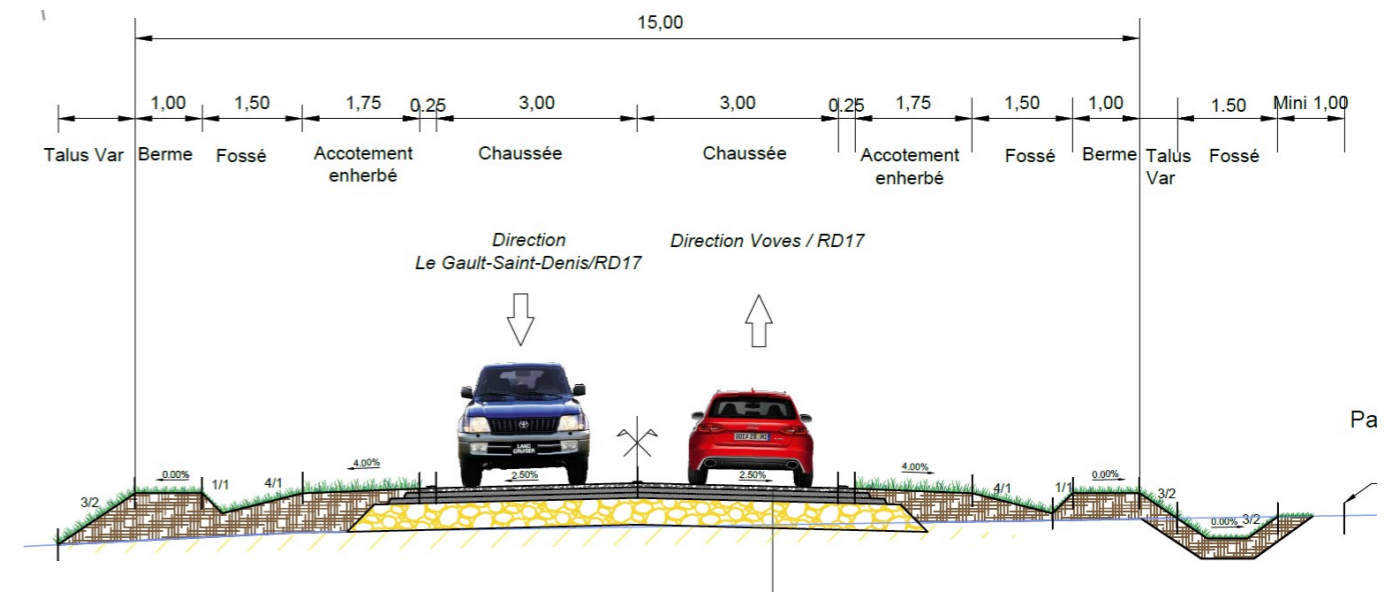 15,00
1,00 1,50 1,75 0.25 3,00 3,00 0.25 1,75 1,50 1,00 1.50 Mini 1,00
Talus Var Berme Fossé Accotement enherbé Chaussée Chaussée Accotement enherbé Fossé Berme Talus Var Fossé
Direction
Le Gault-Saint-Denis/RD17
Direction Voves / RD17
Pa
LAND
CRUISER
3/2 0.00% 1/1 4/1 4.00% 2.50% 2.50% 4.00% 4/1 1/1 0.00% 3/2 0.00% 3/2